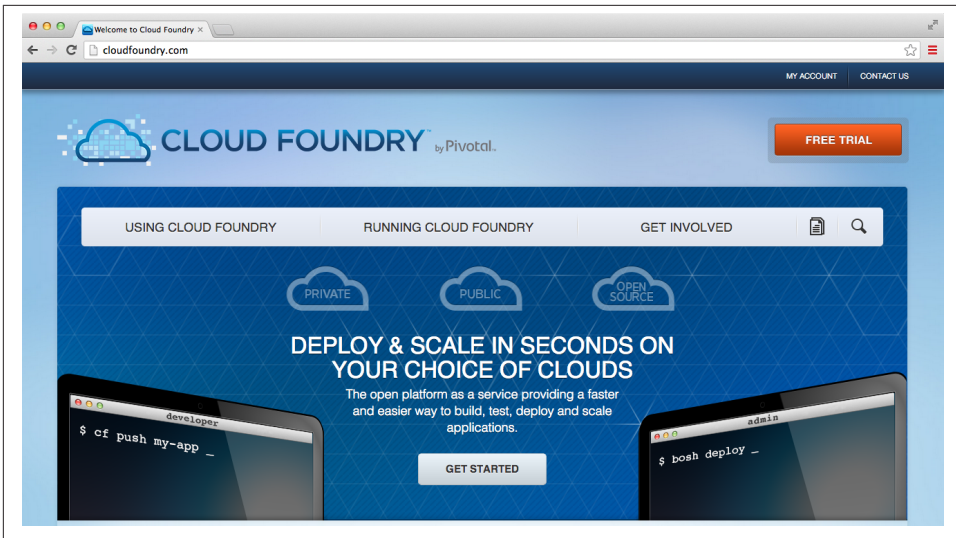 Welcome to Cloud Foundry
cloudfoundry.com
MY ACCOUNT CONTACT US
CLOUD FOUNDRY™ by Pivotal™
FREE TRIAL
USING CLOUD FOUNDRY RUNNING CLOUD FOUNDRY GET INVOLVED
PRIVATE PUBLIC OPEN SOURCE
DEPLOY & SCALE IN SECONDS ON
YOUR CHOICE OF CLOUDS
The open platform as a service providing a faster
and easier way to build, test, deploy and scale
applications.
GET STARTED
developer
$ cf push my-app _
admin
$ bosh deploy _